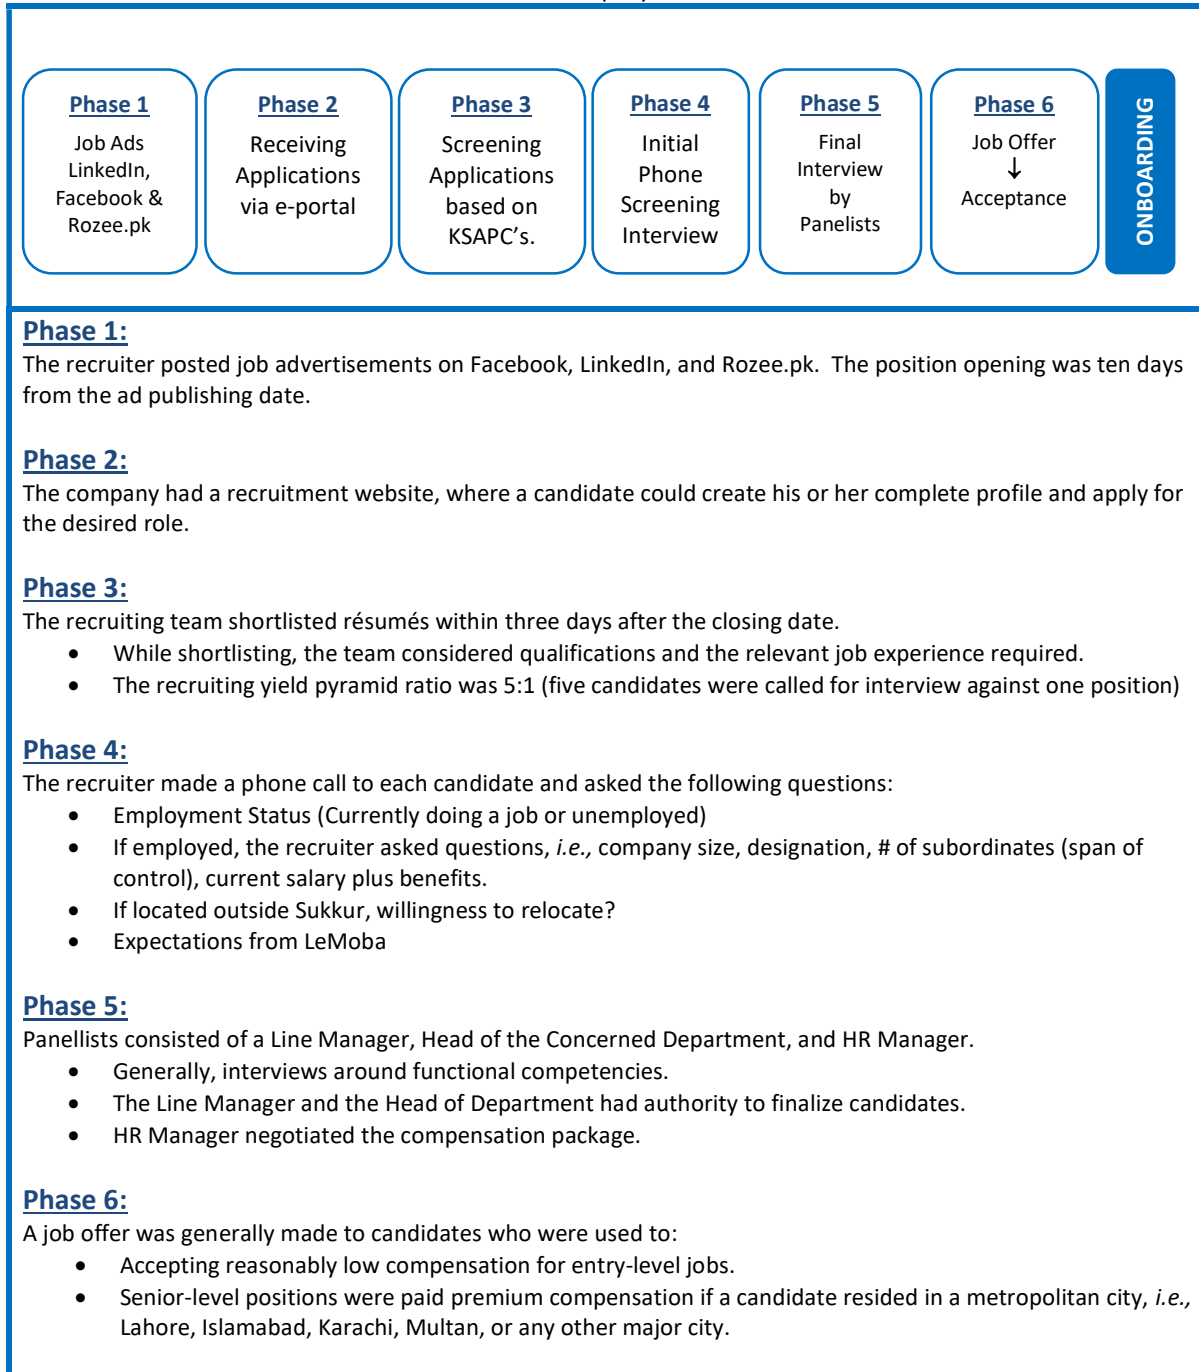 Phase 1
Job Ads
LinkedIn,
Facebook &
Rozee.pk
Phase 2
Receiving
Applications
via e-portal
Phase 3
Screening
Applications
based on
KSAPC's.
Phase 4
Initial
Phone
Screening
Interview
Phase 5
Final
Interview
by
Panelists
Phase 6
Job Offer
↓
Acceptance
ONBOARDING
Phase 1:
The recruiter posted job advertisements on Facebook, LinkedIn, and Rozee.pk. The position opening was ten days
from the ad publishing date.
Phase 2:
The company had a recruitment website, where a candidate could create his or her complete profile and apply for
the desired role.
Phase 3:
The recruiting team shortlisted résumés within three days after the closing date.
• While shortlisting, the team considered qualifications and the relevant job experience required.
• The recruiting yield pyramid ratio was 5:1 (five candidates were called for interview against one position)
Phase 4:
The recruiter made a phone call to each candidate and asked the following questions:
• Employment Status (Currently doing a job or unemployed)
• If employed, the recruiter asked questions, i.e., company size, designation, # of subordinates (span of
control), current salary plus benefits.
• If located outside Sukkur, willingness to relocate?
• Expectations from LeMoba
Phase 5:
Panellists consisted of a Line Manager, Head of the Concerned Department, and HR Manager.
• Generally, interviews around functional competencies.
• The Line Manager and the Head of Department had authority to finalize candidates.
• HR Manager negotiated the compensation package.
Phase 6:
A job offer was generally made to candidates who were used to:
• Accepting reasonably low compensation for entry-level jobs.
• Senior-level positions were paid premium compensation if a candidate resided in a metropolitan city, i.e.,
Lahore, Islamabad, Karachi, Multan, or any other major city.